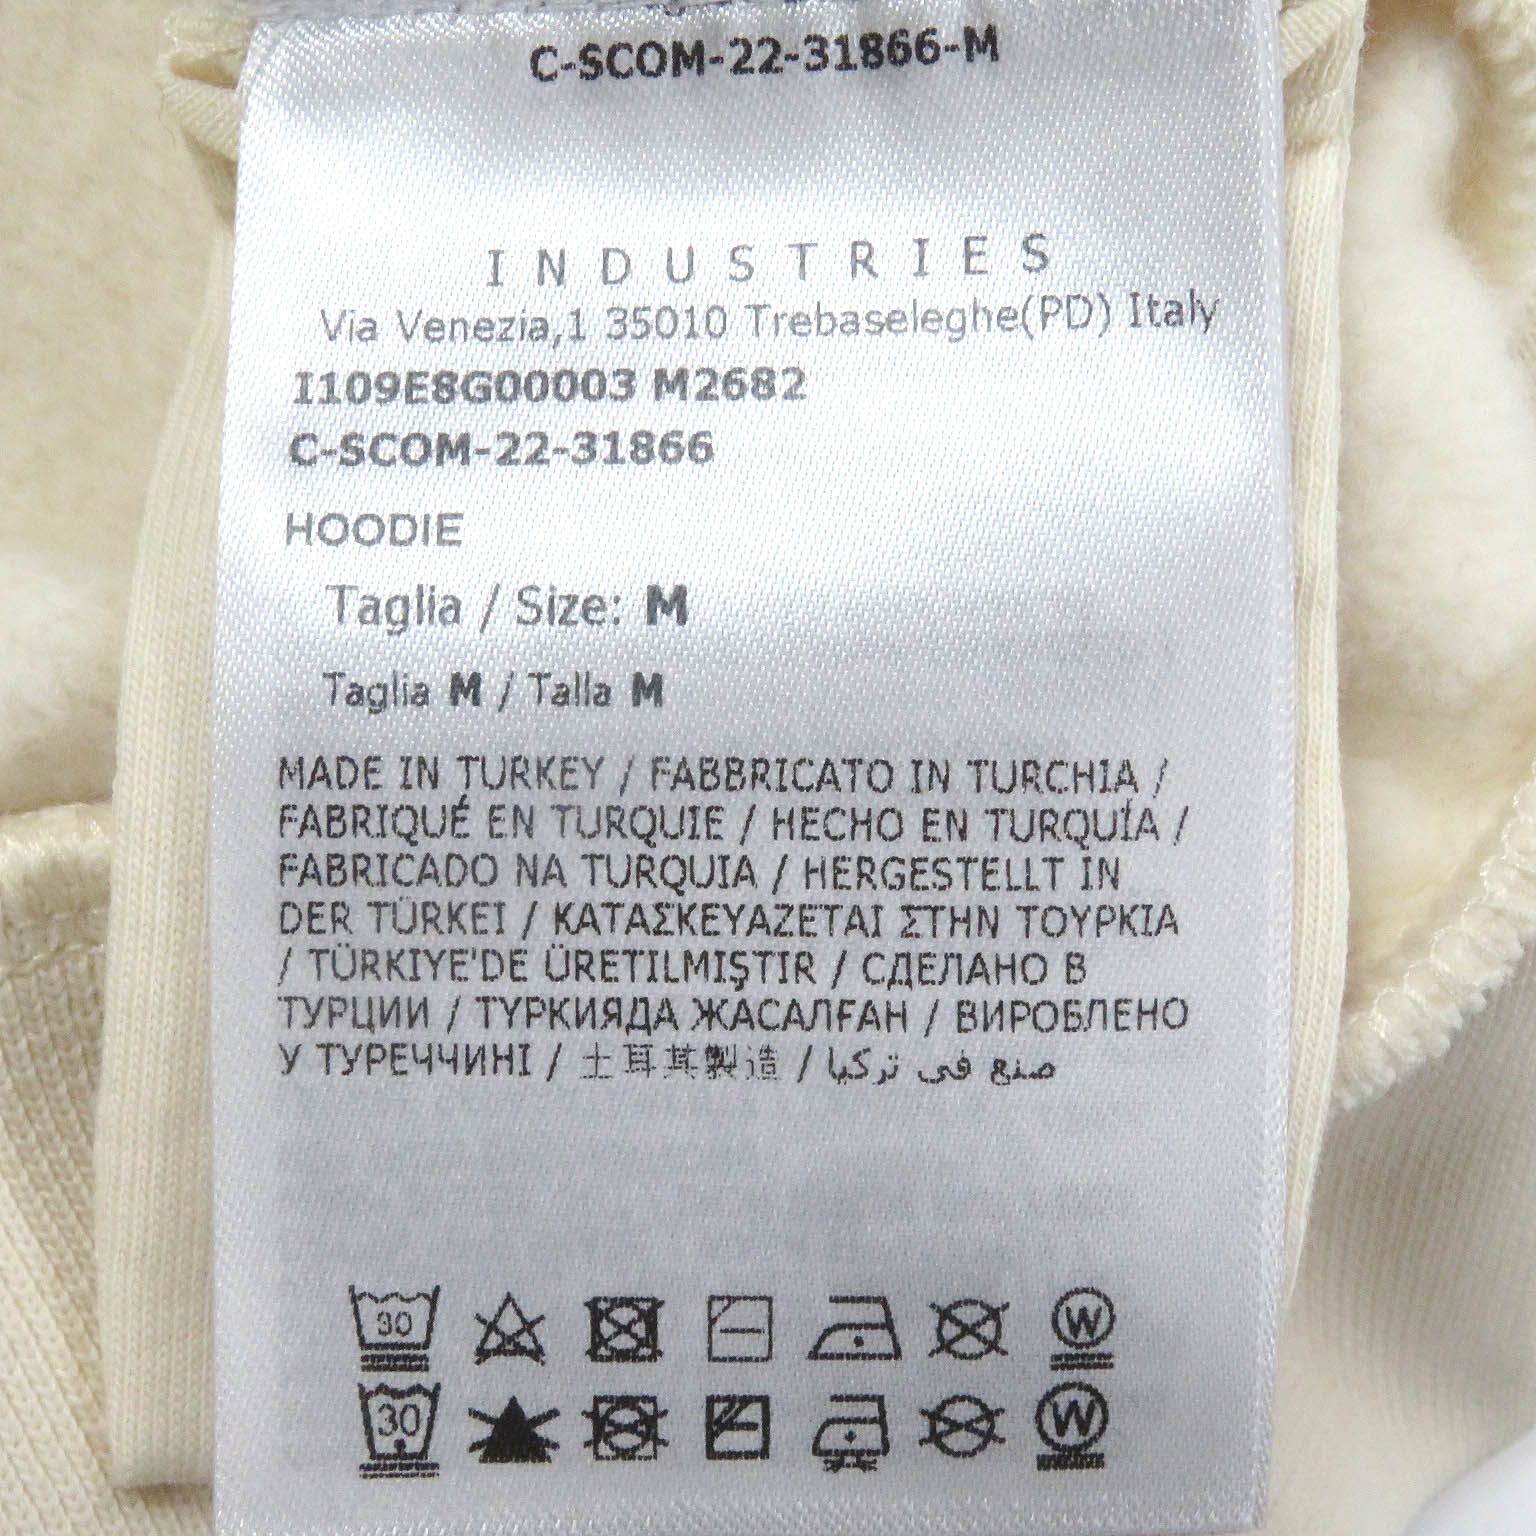 C-SCOM-22-31866-M
INDUSTRIES
Via Venezia,1 35010 Trebaseleghe(PD) Italy
I109E8G00003 M2682
C-SCOM-22-31866
HOODIE
Taglia / Size: M
Taglia M / Talla M
MADE IN TURKEY / FABBRICATO IN TURCHIA /
FABRIQUÉ EN TURQUIE / HECHO EN TURQUÍA /
FABRICADO NA TURQUIA / HERGESTELLT IN
DER TÜRKEI / ΚΑΤΑΣΚΕΥΑΖΕΤΑΙ ΣΤΗΝ ΤΟΥΡΚΙΑ
/ TÜRKIYE'DE ÜRETILMIŞTIR / СДЕЛАНО В
ТУРЦИИ / ТҮРКИЯДА ЖАСАЛҒАН / ВИРОБЛЕНО
У ТУРЕЧЧИНІ / 土耳其製造 / صنع في تركيا
30 W
30 W